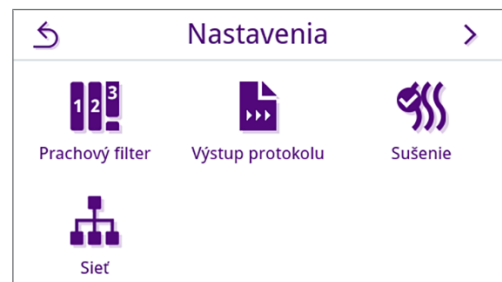 Nastavenia
1 2 3
Prachový filter
Výstup protokolu
Sušenie
Sieť